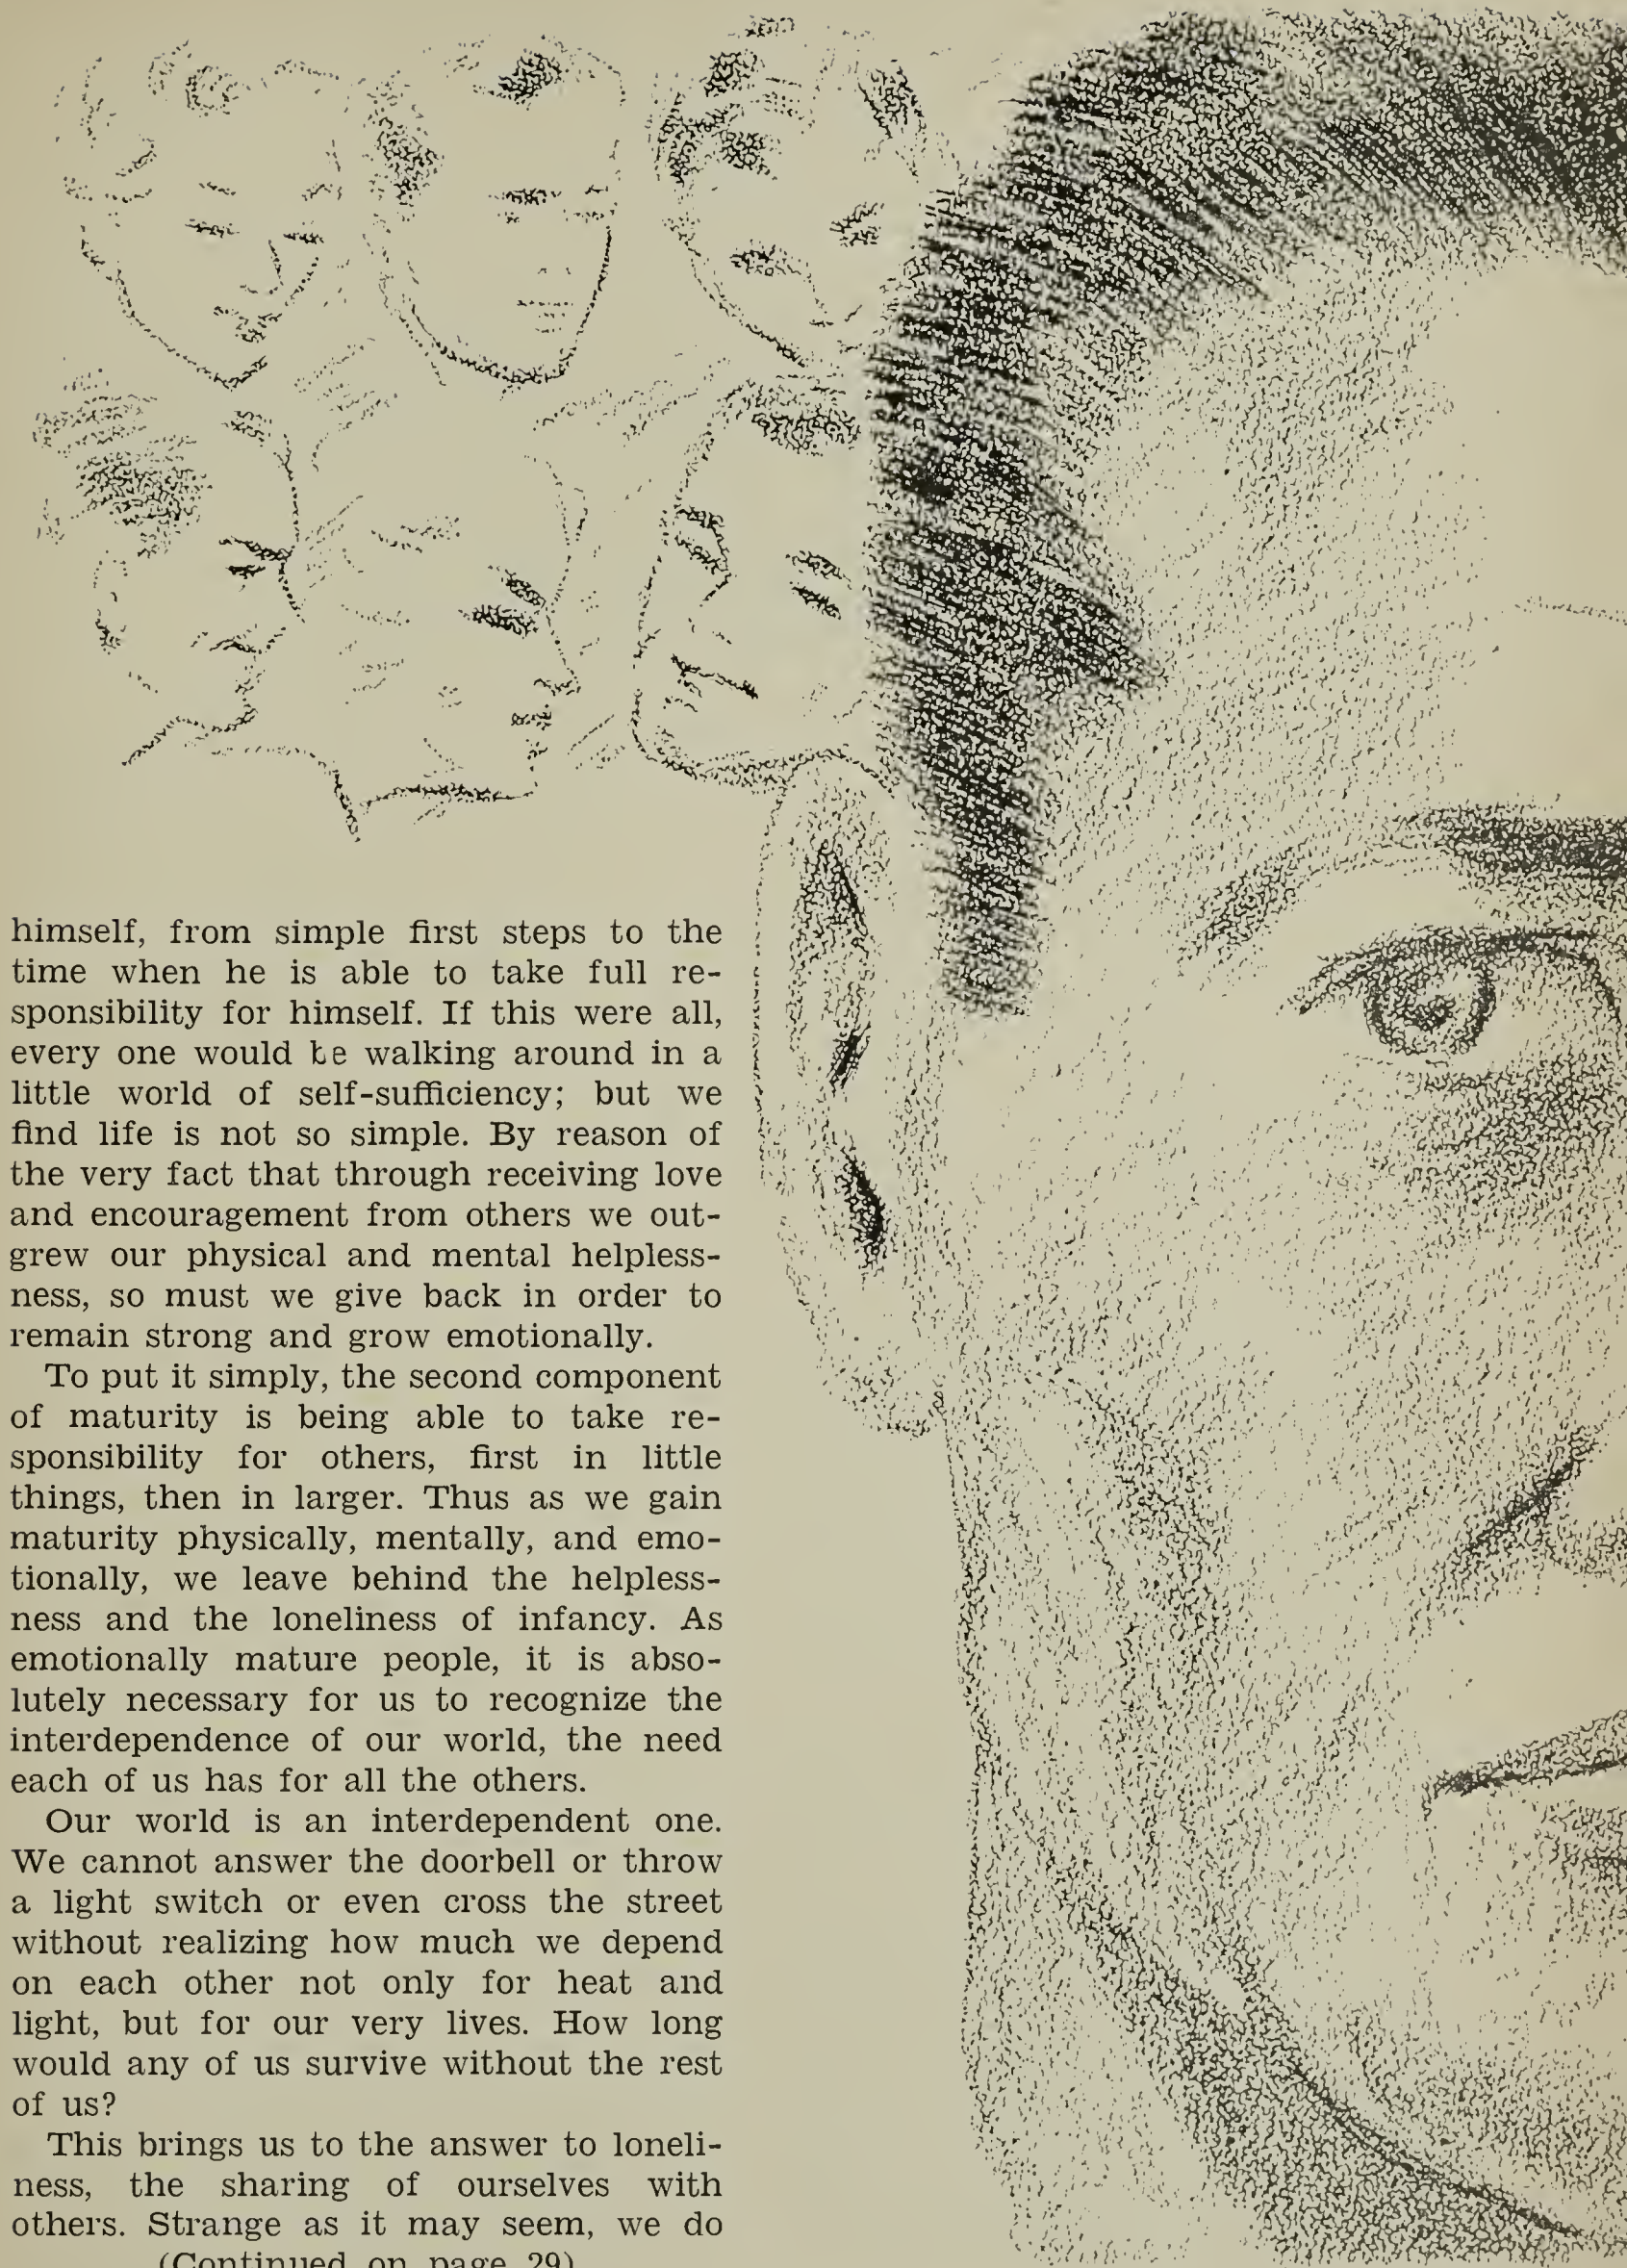 himself, from simple first steps to the
time when he is able to take full re-
sponsibility for himself. If this were all,
every one would be walking around in a
little world of self-sufficiency; but we
find life is not so simple. By reason of
the very fact that through receiving love
and encouragement from others we out-
grew our physical and mental helpless-
ness, so must we give back in order to
remain strong and grow emotionally.
To put it simply, the second component
of maturity is being able to take re-
sponsibility for others, first in little
things, then in larger. Thus as we gain
maturity physically, mentally, and emo-
tionally, we leave behind the helpless-
ness and the loneliness of infancy. As
emotionally mature people, it is abso-
lutely necessary for us to recognize the
interdependence of our world, the need
each of us has for all the others.
Our world is an interdependent one.
We cannot answer the doorbell or throw
a light switch or even cross the street
without realizing how much we depend
on each other not only for heat and
light, but for our very lives. How long
would any of us survive without the rest
of us?
This brings us to the answer to loneli-
ness, the sharing of ourselves with
others. Strange as it may seem, we do
(Continued on page 29)